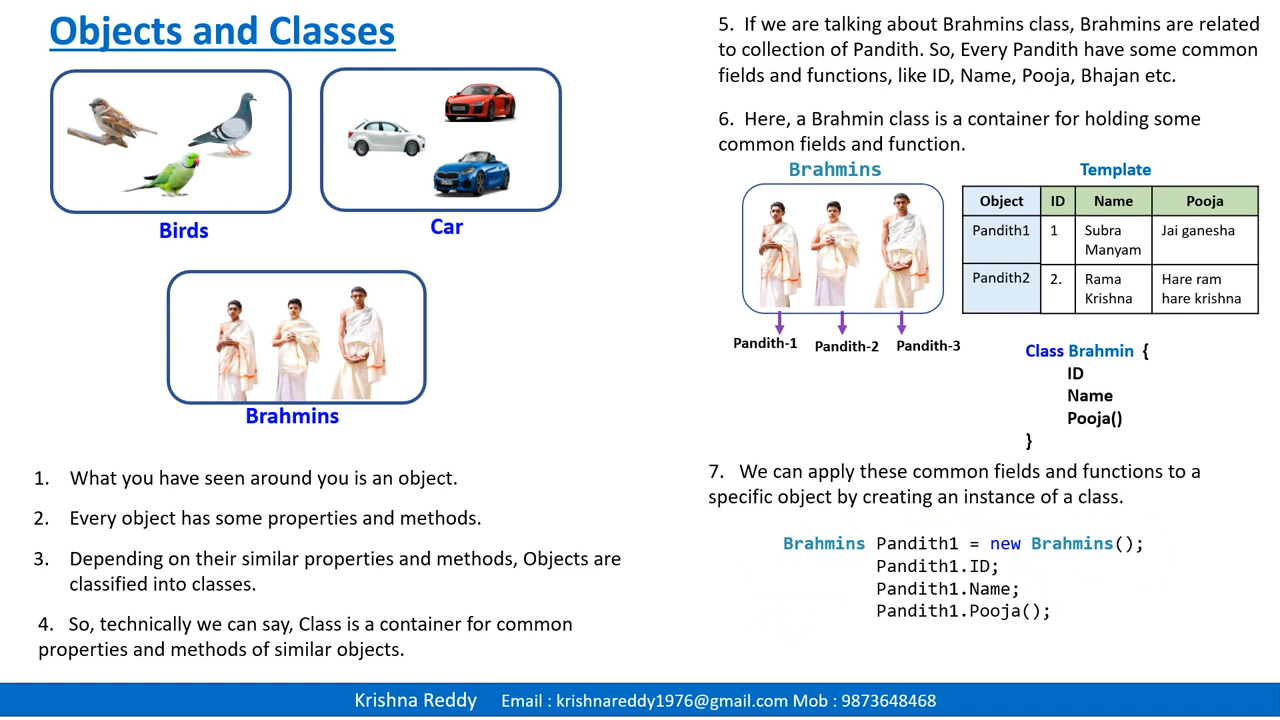 Objects and Classes
Birds
Car
Brahmins
1. What you have seen around you is an object.
2. Every object has some properties and methods.
3. Depending on their similar properties and methods, Objects are
classified into classes.
4. So, technically we can say, Class is a container for common
properties and methods of similar objects.
5. If we are talking about Brahmins class, Brahmins are related
to collection of Pandith. So, Every Pandith have some common
fields and functions, like ID, Name, Pooja, Bhajan etc.
6. Here, a Brahmin class is a container for holding some
common fields and function.
Brahmins
Pandith-1 Pandith-2 Pandith-3
Template
Object ID Name Pooja
Pandith1 1 Subra Jai ganesha
Manyam
Pandith2 2. Rama Hare ram
Krishna hare krishna
Class Brahmin {
ID
Name
Pooja()
}
7. We can apply these common fields and functions to a
specific object by creating an instance of a class.
Brahmins Pandith1 = new Brahmins();
Pandith1.ID;
Pandith1.Name;
Pandith1.Pooja();
Krishna Reddy Email : krishnareddy1976@gmail.com Mob : 9873648468